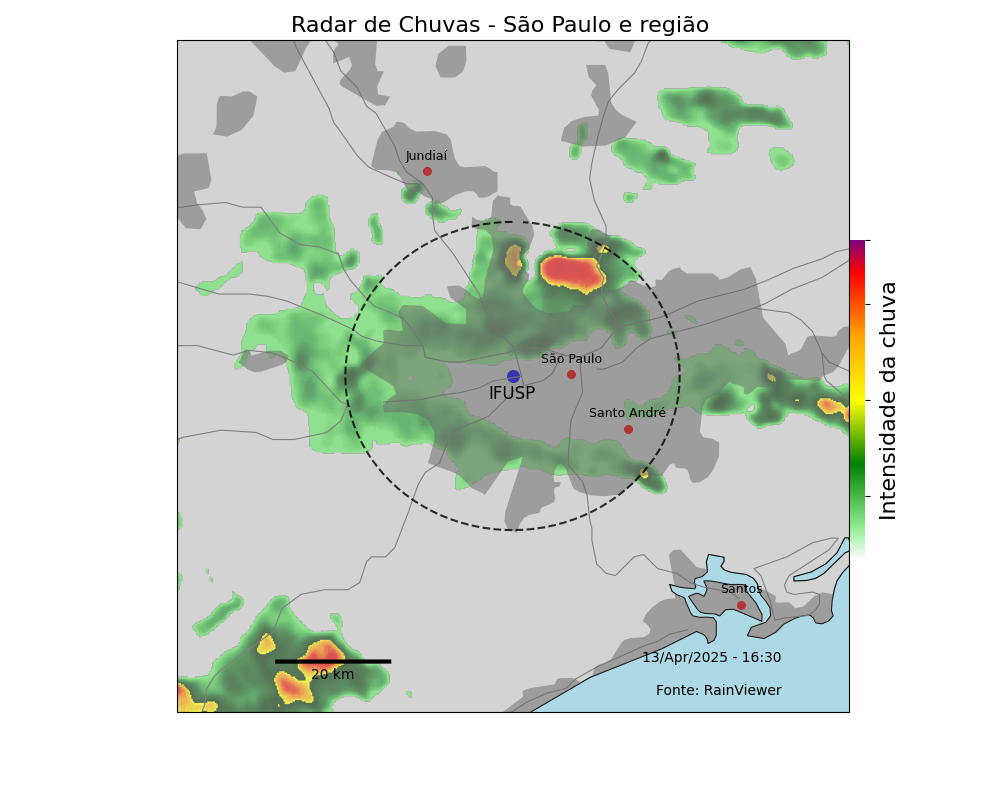 Radar de Chuvas - São Paulo e região
Jundiaí
São Paulo
IFUSP
Santo André
Intensidade da chuva
Santos
13/Apr/2025 - 16:30
20 km
Fonte: RainViewer